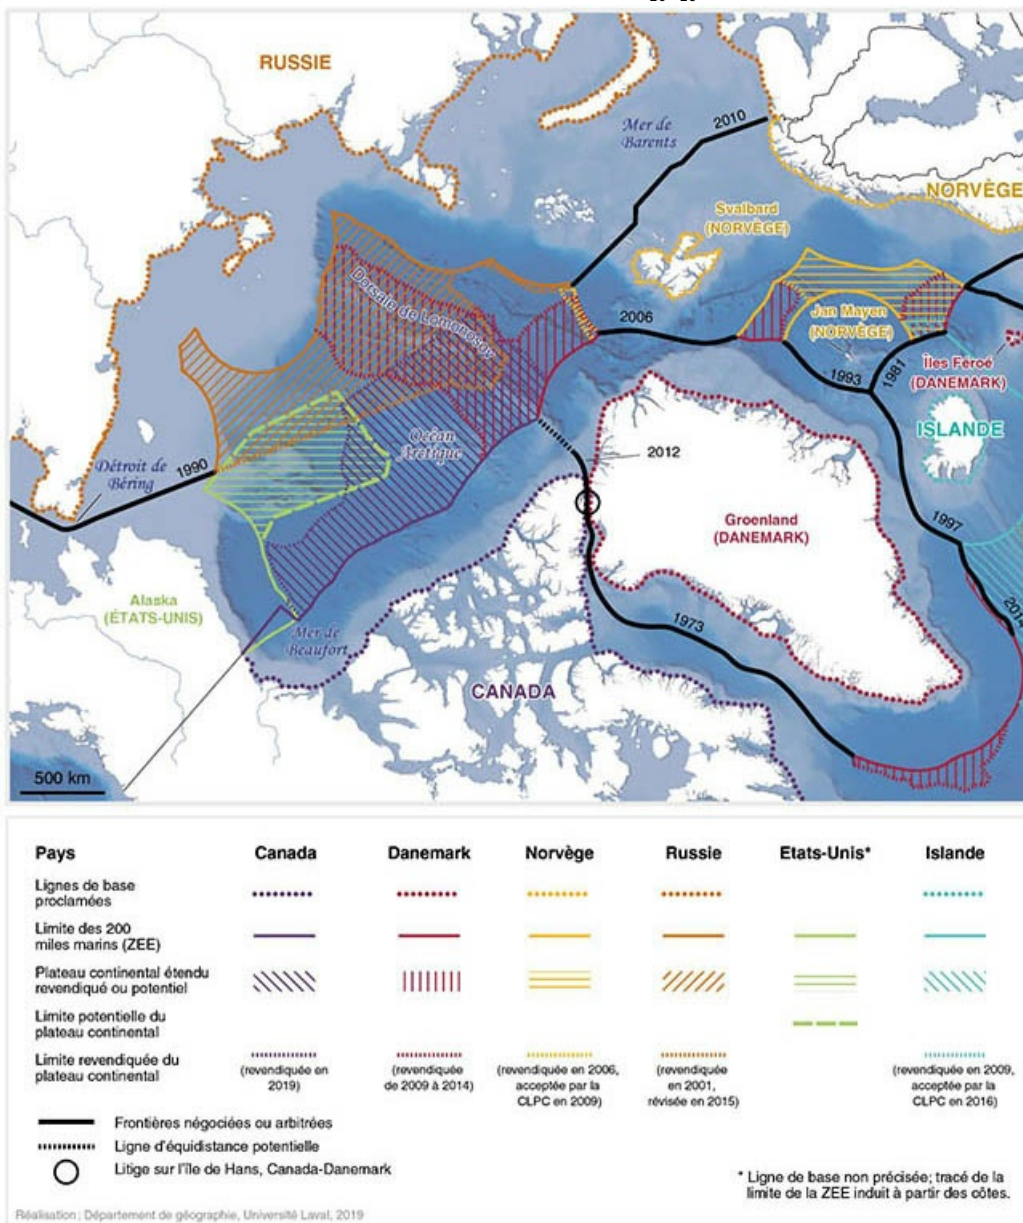 RUSSIE
2010
Mer de
Barents
NORVÈGE
Svalbard
(NORVÈGE)
Dorsale de Lomonosov
2006
Jan Mayen
(NORVÈGE)
1993
1981
Îles Féroé
(DANEMARK)
ISLANDE
Océan
Arctique
2012
1990
Détroit de
Béring
Groenland
(DANEMARK)
1997
2014
Alaska
(ÉTATS-UNIS)
Mer de
Beaufort
1973
CANADA
500 km
Pays Canada Danemark Norvège Russie Etats-Unis* Islande
Lignes de base
proclamées
Limite des 200
miles marins (ZEE)
Plateau continental étendu
revendiqué ou potentiel
Limite potentielle du
plateau continental
Limite revendiquée du
plateau continental
(revendiquée en
2019)
(revendiquée
de 2009 à 2014)
(revendiquée en 2006,
acceptée par la
CLPC en 2009)
(revendiquée
en 2001,
révisée en 2015)
(revendiquée en 2009,
acceptée par la
CLPC en 2016)
Frontières négociées ou arbitrées
Ligne d'équidistance potentielle
Litige sur l'île de Hans, Canada-Danemark
* Ligne de base non précisée; tracé de la
limite de la ZEE induit à partir des côtes.
Réalisation : Département de géographie, Université Laval, 2019